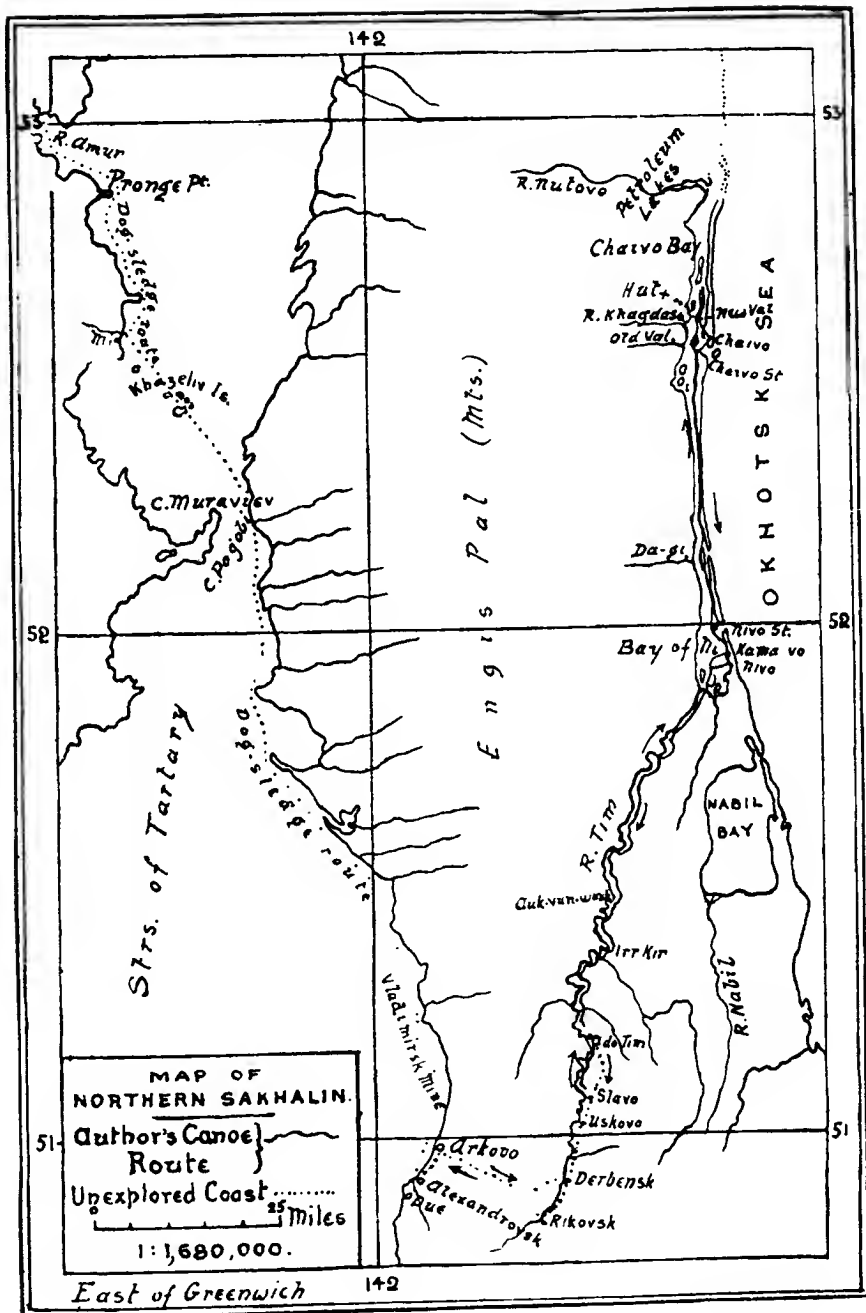 142
53
53
R. Amur
Pronge Pt.
Dog sledge route
R. Nutovo
Petroleum
Lakes
Chaivo Bay
Hut +
R. Khagdas
Old Val.
New Val
Chaivo
Chaivo St
Khazeliv Is.
C. Muravuev
C. Pogobi
Engis Pal (Mts.)
OKHOTSK SEA
Da-gi.
52
52
Bay of Ni
Nivo St.
Kama vo
Nivo
Strs. of Tartary
Dog-sledge route
R. Tim
NABIL
BAY
Irr Kir
R. Nabil
Vladimirsk Mine
Ado Tim
Slavo
Uskovo
51
51
Arkovo
Derbensk
Alexandrovsk
Due
Rikovsk
MAP OF
NORTHERN SAKHALIN.
Author's Canoe
Route
Unexplored Coast
25
Miles
1:1,680,000.
East of Greenwich
142